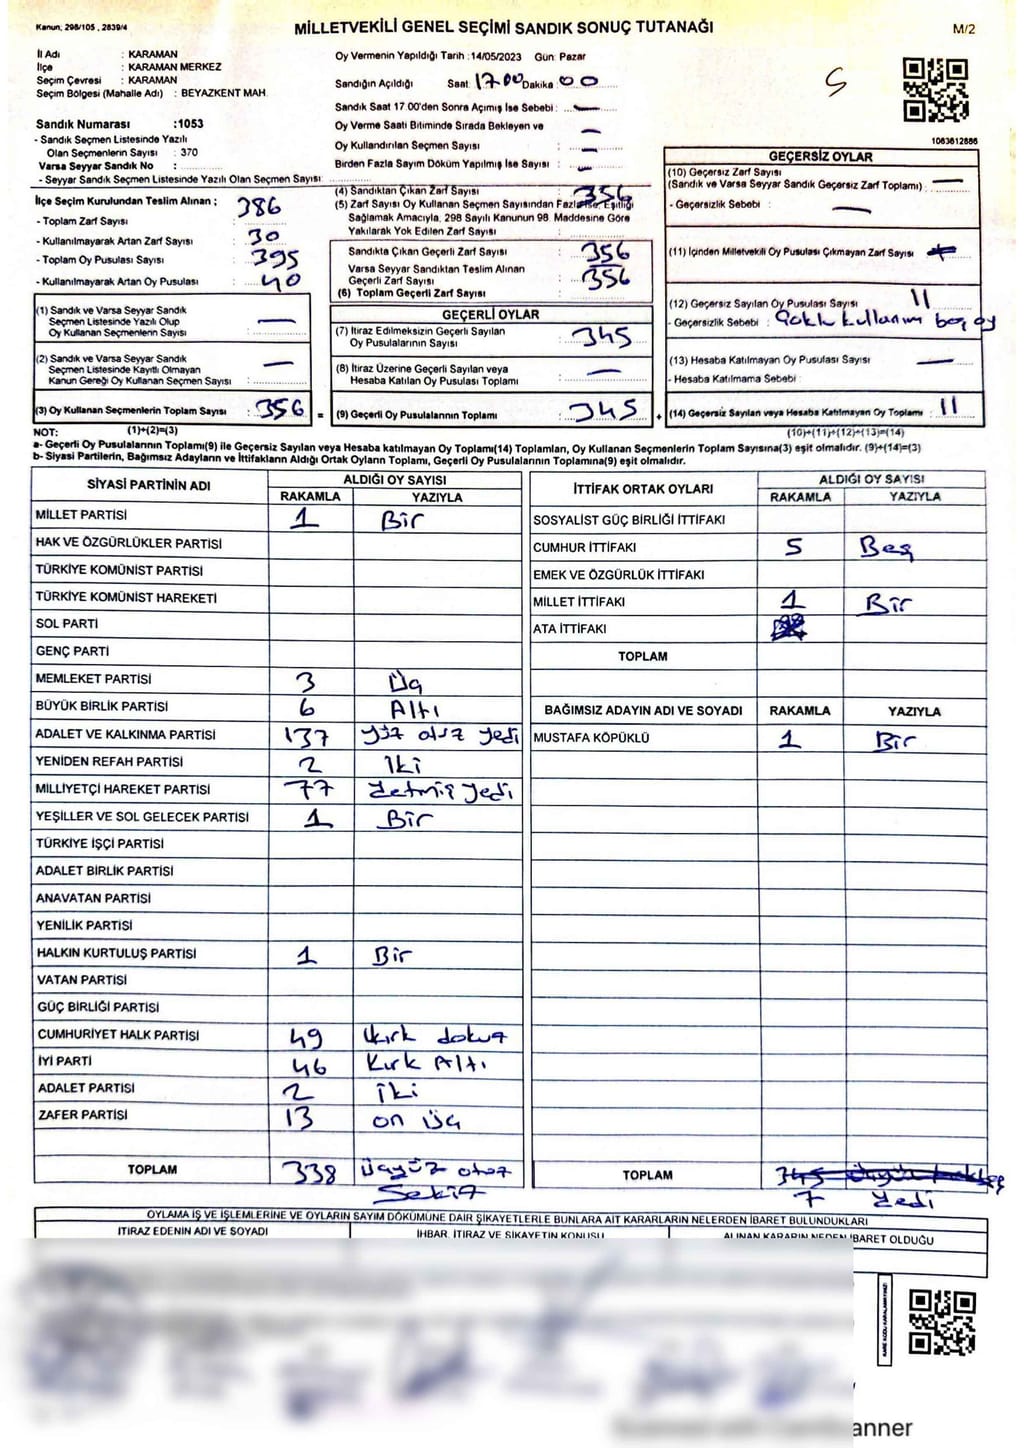 Kanun: 298/105 , 2839/4
MİLLETVEKİLİ GENEL SEÇİMİ SANDIK SONUÇ TUTANAĞI
M/2
İl Adı : KARAMAN
İlçe : KARAMAN MERKEZ
Seçim Çevresi : KARAMAN
Seçim Bölgesi (Mahalle Adı) : BEYAZKENT MAH.
Oy Vermenin Yapıldığı Tarih :14/05/2023 Gün: Pazar
Sandığın Açıldığı Saat: 17.00 Dakika : 00
Sandık Saat 17.00'den Sonra Açılmış İse Sebebi : —
Oy Verme Saati Bitiminde Sırada Bekleyen ve
Oy Kullandırılan Seçmen Sayısı : —
Birden Fazla Sayım Döküm Yapılmış İse Sayısı : —
5
1063612886
Sandık Numarası :1053
- Sandık Seçmen Listesinde Yazılı
Olan Seçmenlerin Sayısı : 370
Varsa Seyyar Sandık No :
- Seyyar Sandık Seçmen Listesinde Yazılı Olan Seçmen Sayısı:
İlçe Seçim Kurulundan Teslim Alınan ;
- Toplam Zarf Sayısı : 386
- Kullanılmayarak Artan Zarf Sayısı : 30
- Toplam Oy Pusulası Sayısı : 395
- Kullanılmayarak Artan Oy Pusulası : 40
(1) Sandık ve Varsa Seyyar Sandık
Seçmen Listesinde Yazılı Olup
Oy Kullanan Seçmenlerin Sayısı : —
(2) Sandık ve Varsa Seyyar Sandık
Seçmen Listesinde Kayıtlı Olmayan
Kanun Gereği Oy Kullanan Seçmen Sayısı : —
(3) Oy Kullanan Seçmenlerin Toplam Sayısı : 356 =
(1)+(2)=(3)
(4) Sandıktan Çıkan Zarf Sayısı : 356
(5) Zarf Sayısı Oy Kullanan Seçmen Sayısından Fazla İse, Eşitliği
Sağlamak Amacıyla, 298 Sayılı Kanunun 98. Maddesine Göre
Yakılarak Yok Edilen Zarf Sayısı :
Sandıkta Çıkan Geçerli Zarf Sayısı : 356
Varsa Seyyar Sandıktan Teslim Alınan
Geçerli Zarf Sayısı : 356
(6) Toplam Geçerli Zarf Sayısı :
GEÇERLİ OYLAR
(7) İtiraz Edilmeksizin Geçerli Sayılan
Oy Pusulalarının Sayısı : 345
(8) İtiraz Üzerine Geçerli Sayılan veya
Hesaba Katılan Oy Pusulası Toplamı : —
(9) Geçerli Oy Pusulalarının Toplamı : 345 +
GEÇERSİZ OYLAR
(10) Geçersiz Zarf Sayısı
(Sandık ve Varsa Seyyar Sandık Geçersiz Zarf Toplamı) : —
- Geçersizlik Sebebi : —
(11) İçinden Milletvekili Oy Pusulası Çıkmayan Zarf Sayısı :
(12) Geçersiz Sayılan Oy Pusulası Sayısı : 11
- Geçersizlik Sebebi : Çoklu kullanım boş oy
(13) Hesaba Katılmayan Oy Pusulası Sayısı : —
- Hesaba Katılmama Sebebi :
(14) Geçersiz Sayılan veya Hesaba Katılmayan Oy Toplamı : 11
(10)+(11)+(12)+(13)=(14)
NOT:
a- Geçerli Oy Pusulalarının Toplamı(9) ile Geçersiz Sayılan veya Hesaba katılmayan Oy Toplamı(14) Toplamları, Oy Kullanan Seçmenlerin Toplam Sayısına(3) eşit olmalıdır. (9)+(14)=(3)
b- Siyasi Partilerin, Bağımsız Adayların ve İttifakların Aldığı Ortak Oyların Toplamı, Geçerli Oy Pusulalarının Toplamına(9) eşit olmalıdır.
SİYASİ PARTİNİN ADI ALDIĞI OY SAYISI
RAKAMLA YAZIYLA
MİLLET PARTİSİ 1 Bir
HAK VE ÖZGÜRLÜKLER PARTİSİ
TÜRKİYE KOMÜNİST PARTİSİ
TÜRKİYE KOMÜNİST HAREKETİ
SOL PARTİ
GENÇ PARTİ
MEMLEKET PARTİSİ 3 Üç
BÜYÜK BİRLİK PARTİSİ 6 Altı
ADALET VE KALKINMA PARTİSİ 137 yüz otuz yedi
YENİDEN REFAH PARTİSİ 2 İki
MİLLİYETÇİ HAREKET PARTİSİ 77 Yetmiş yedi
YEŞİLLER VE SOL GELECEK PARTİSİ 1 Bir
TÜRKİYE İŞÇİ PARTİSİ
ADALET BİRLİK PARTİSİ
ANAVATAN PARTİSİ
YENİLİK PARTİSİ
HALKIN KURTULUŞ PARTİSİ 1 Bir
VATAN PARTİSİ
GÜÇ BİRLİĞİ PARTİSİ
CUMHURİYET HALK PARTİSİ 49 Kırk dokuz
İYİ PARTİ 46 Kırk Altı
ADALET PARTİSİ 2 iki
ZAFER PARTİSİ 13 on üç
TOPLAM 338 üçyüz otuz
Sekiz
İTTİFAK ORTAK OYLARI ALDIĞI OY SAYISI
RAKAMLA YAZIYLA
SOSYALİST GÜÇ BİRLİĞİ İTTİFAKI
CUMHUR İTTİFAKI 5 Beş
EMEK VE ÖZGÜRLÜK İTTİFAKI
MİLLET İTTİFAKI 1 Bir
ATA İTTİFAKI
TOPLAM
BAĞIMSIZ ADAYIN ADI VE SOYADI RAKAMLA YAZIYLA
MUSTAFA KÖPÜKLÜ 1 Bir
TOPLAM 345
7 Yedi
OYLAMA İŞ VE İŞLEMLERİNE VE OYLARIN SAYIM DÖKÜMÜNE DAİR ŞİKAYETLERLE BUNLARA AİT KARARLARIN NELERDEN İBARET BULUNDUKLARI
İTİRAZ EDENİN ADI VE SOYADI İHBAR, İTİRAZ VE ŞİKAYETİN KONUSU ALINAN KARARIN NEDEN İBARET OLDUĞU
KARE KODU KARALAMAYINIZ!
anner